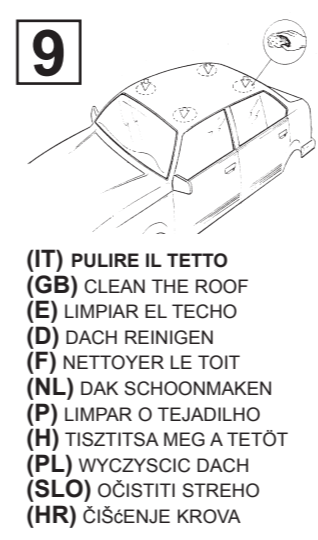 9
(IT) PULIRE IL TETTO
(GB) CLEAN THE ROOF
(E) LIMPIAR EL TECHO
(D) DACH REINIGEN
(F) NETTOYER LE TOIT
(NL) DAK SCHOONMAKEN
(P) LIMPAR O TEJADILHO
(H) TISZTITSA MEG A TETÖT
(PL) WYCZYSCIC DACH
(SLO) OČISTITI STREHO
(HR) ČIŠćENJE KROVA